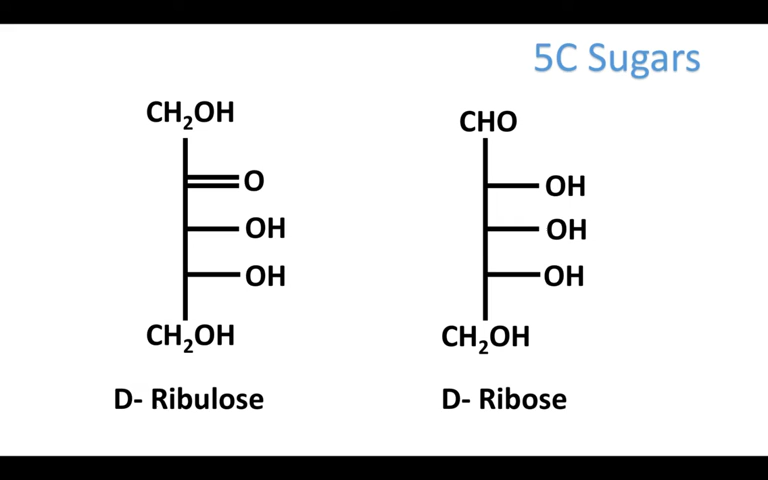 5C Sugars
CH₂OH
O
OH
OH
CH₂OH
D- Ribulose
CHO
OH
OH
OH
CH₂OH
D- Ribose